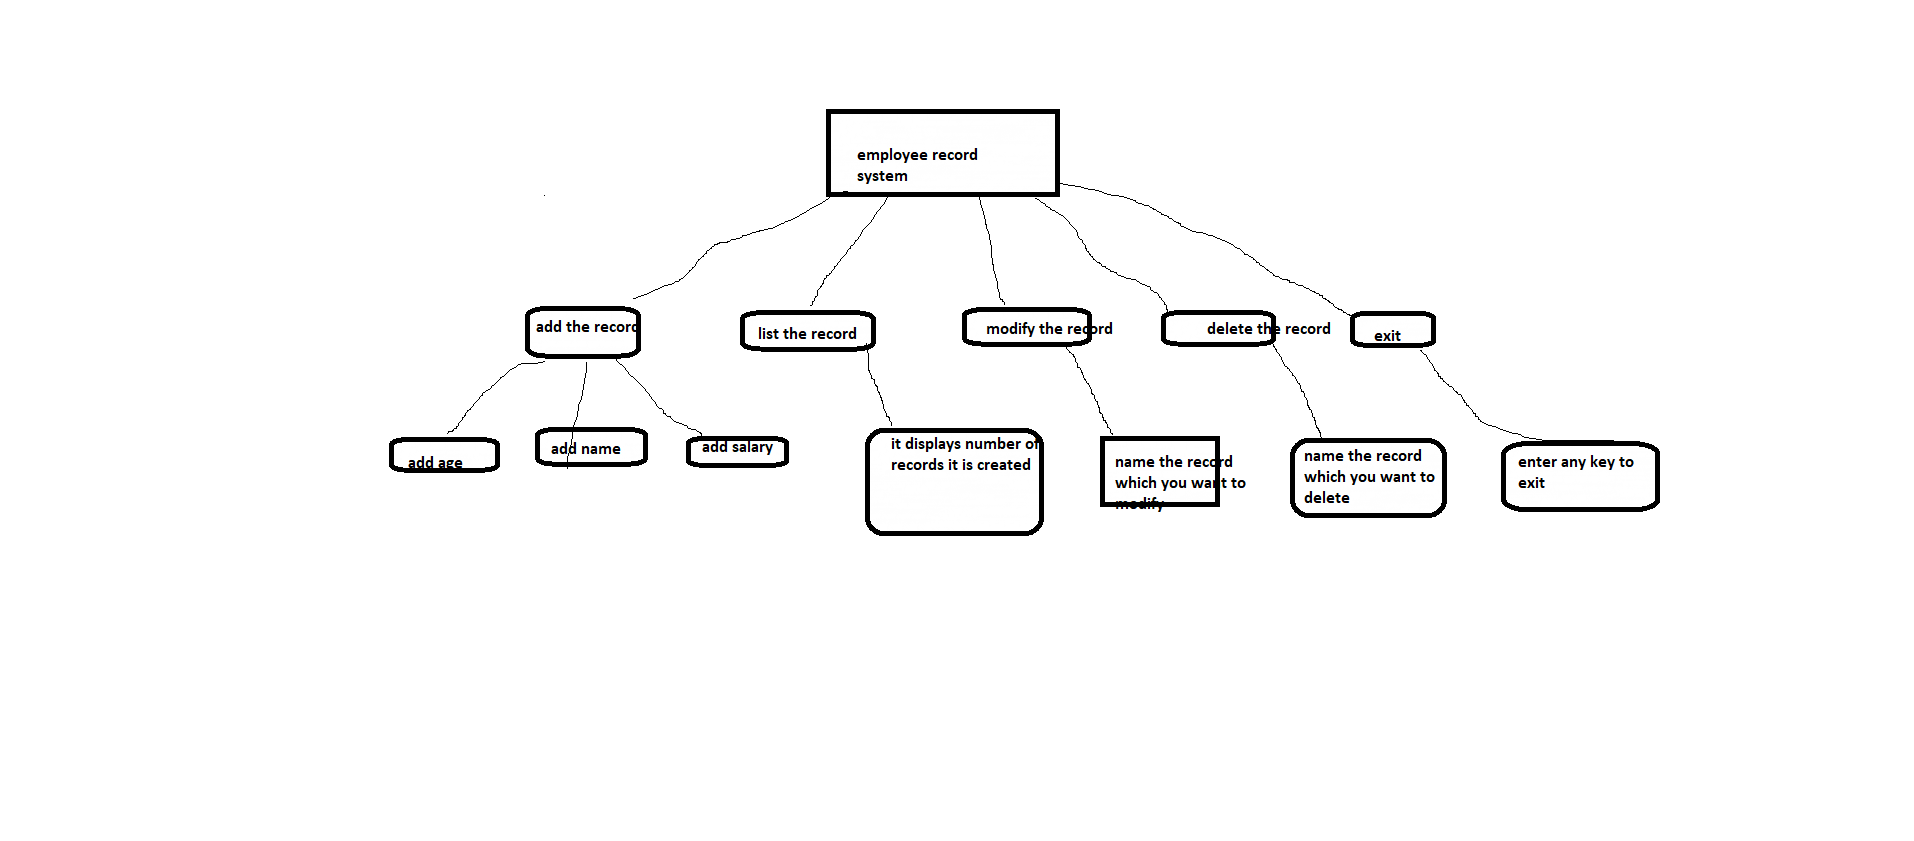 employee record
system
add the record
list the record
modify the record
delete the record
exit
add age
add name
add salary
it displays number of
records it is created
name the record
which you want to
modify
name the record
which you want to
delete
enter any key to
exit